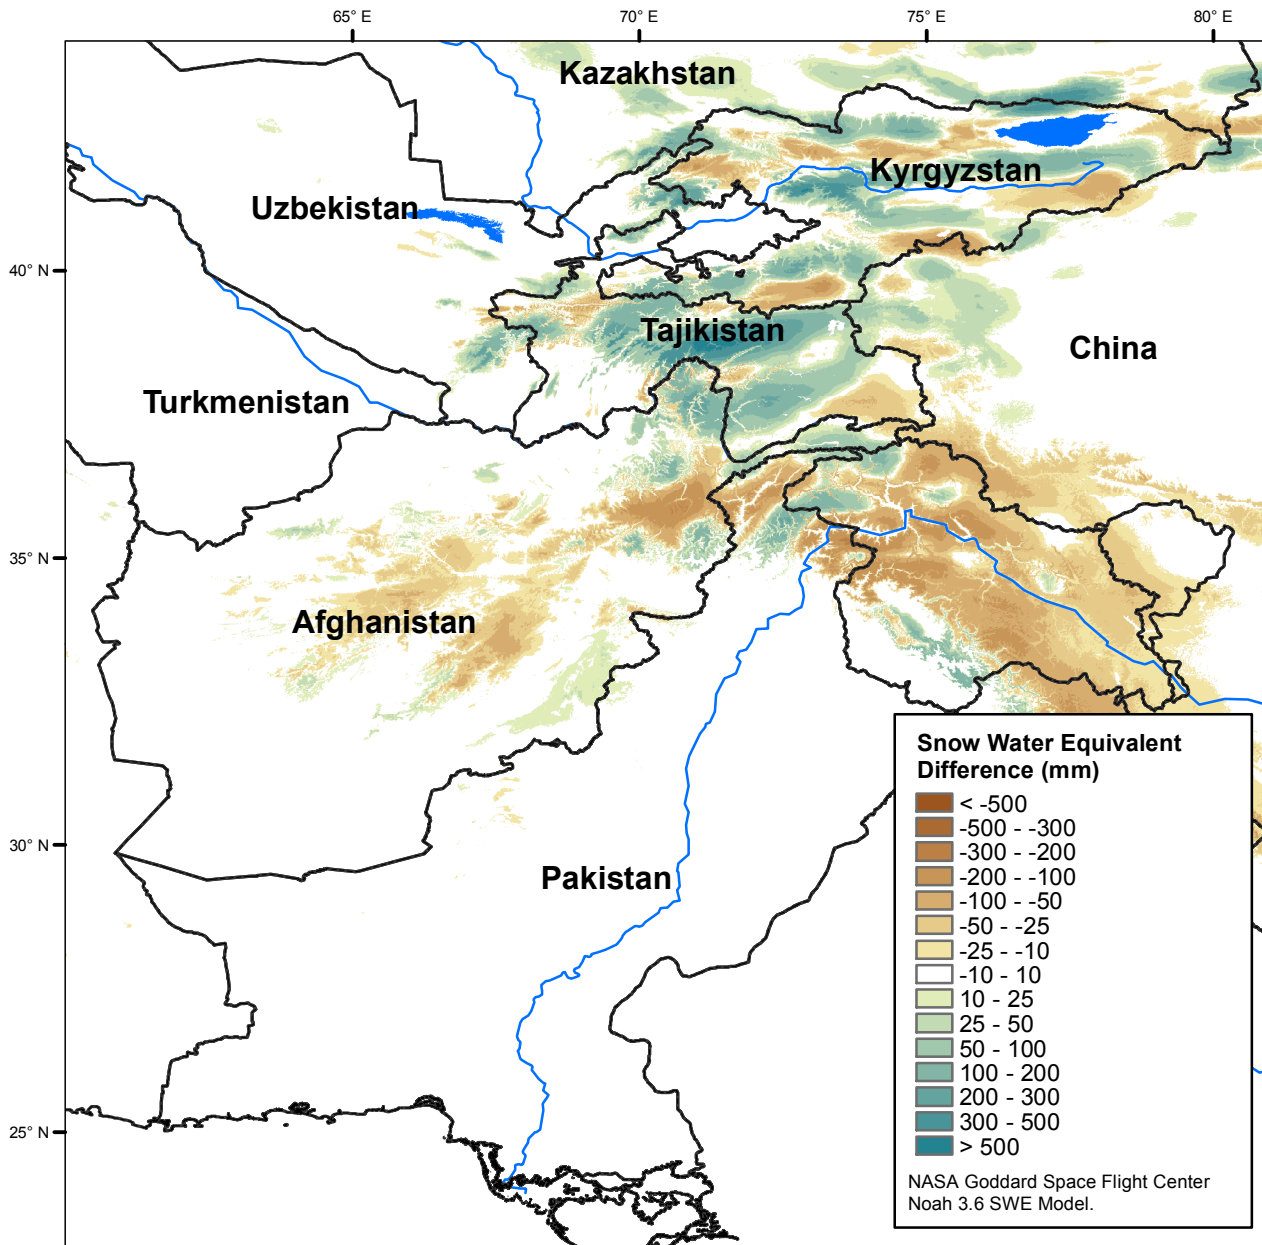 65° E
70° E
75° E
80° E
Kazakhstan
Kyrgyzstan
Uzbekistan
40° N
Tajikistan
China
Turkmenistan
35° N
Afghanistan
30° N
Pakistan
25° N
Snow Water Equivalent
Difference (mm)
< -500
-500 - -300
-300 - -200
-200 - -100
-100 - -50
-50 - -25
-25 - -10
-10 - 10
10 - 25
25 - 50
50 - 100
100 - 200
200 - 300
300 - 500
> 500
NASA Goddard Space Flight Center
Noah 3.6 SWE Model.